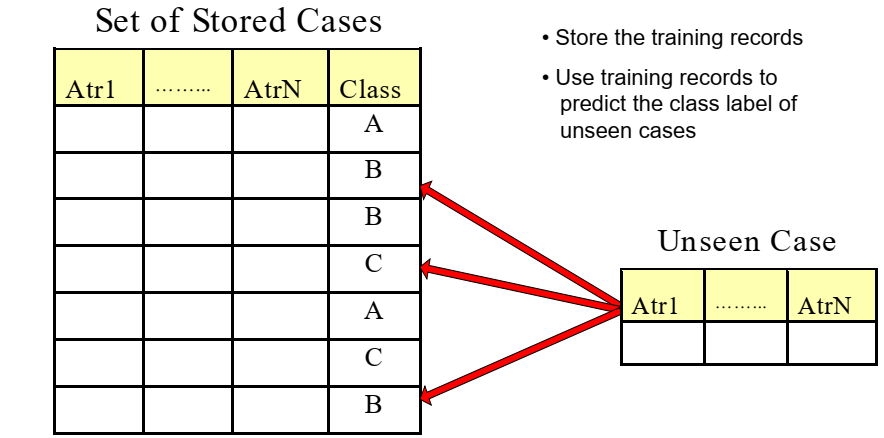 Set of Stored Cases
Atr1 ……... AtrN Class
A
B
B
C
A
C
B
• Store the training records
• Use training records to
predict the class label of
unseen cases
Unseen Case
Atr1 ……... AtrN